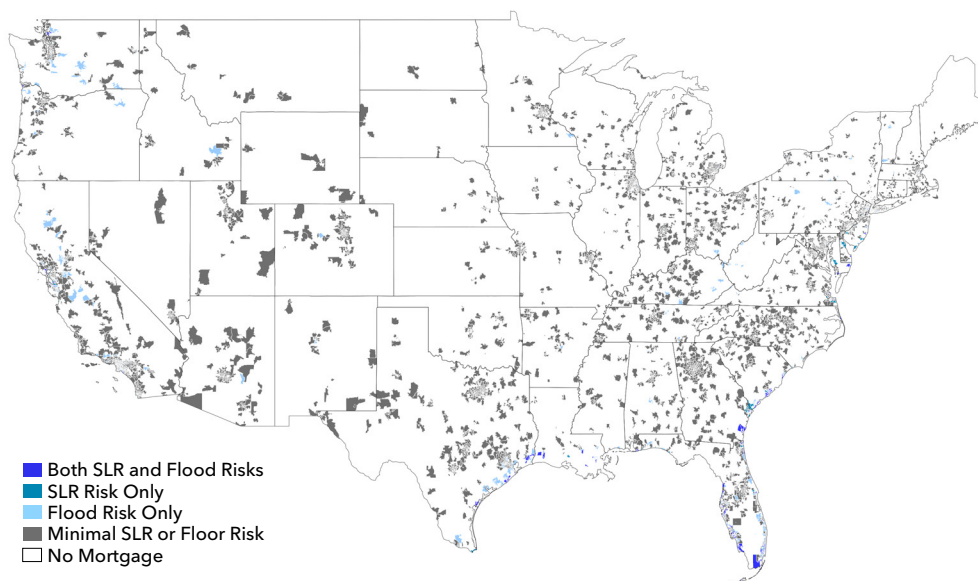 Both SLR and Flood Risks
SLR Risk Only
Flood Risk Only
Minimal SLR or Floor Risk
No Mortgage